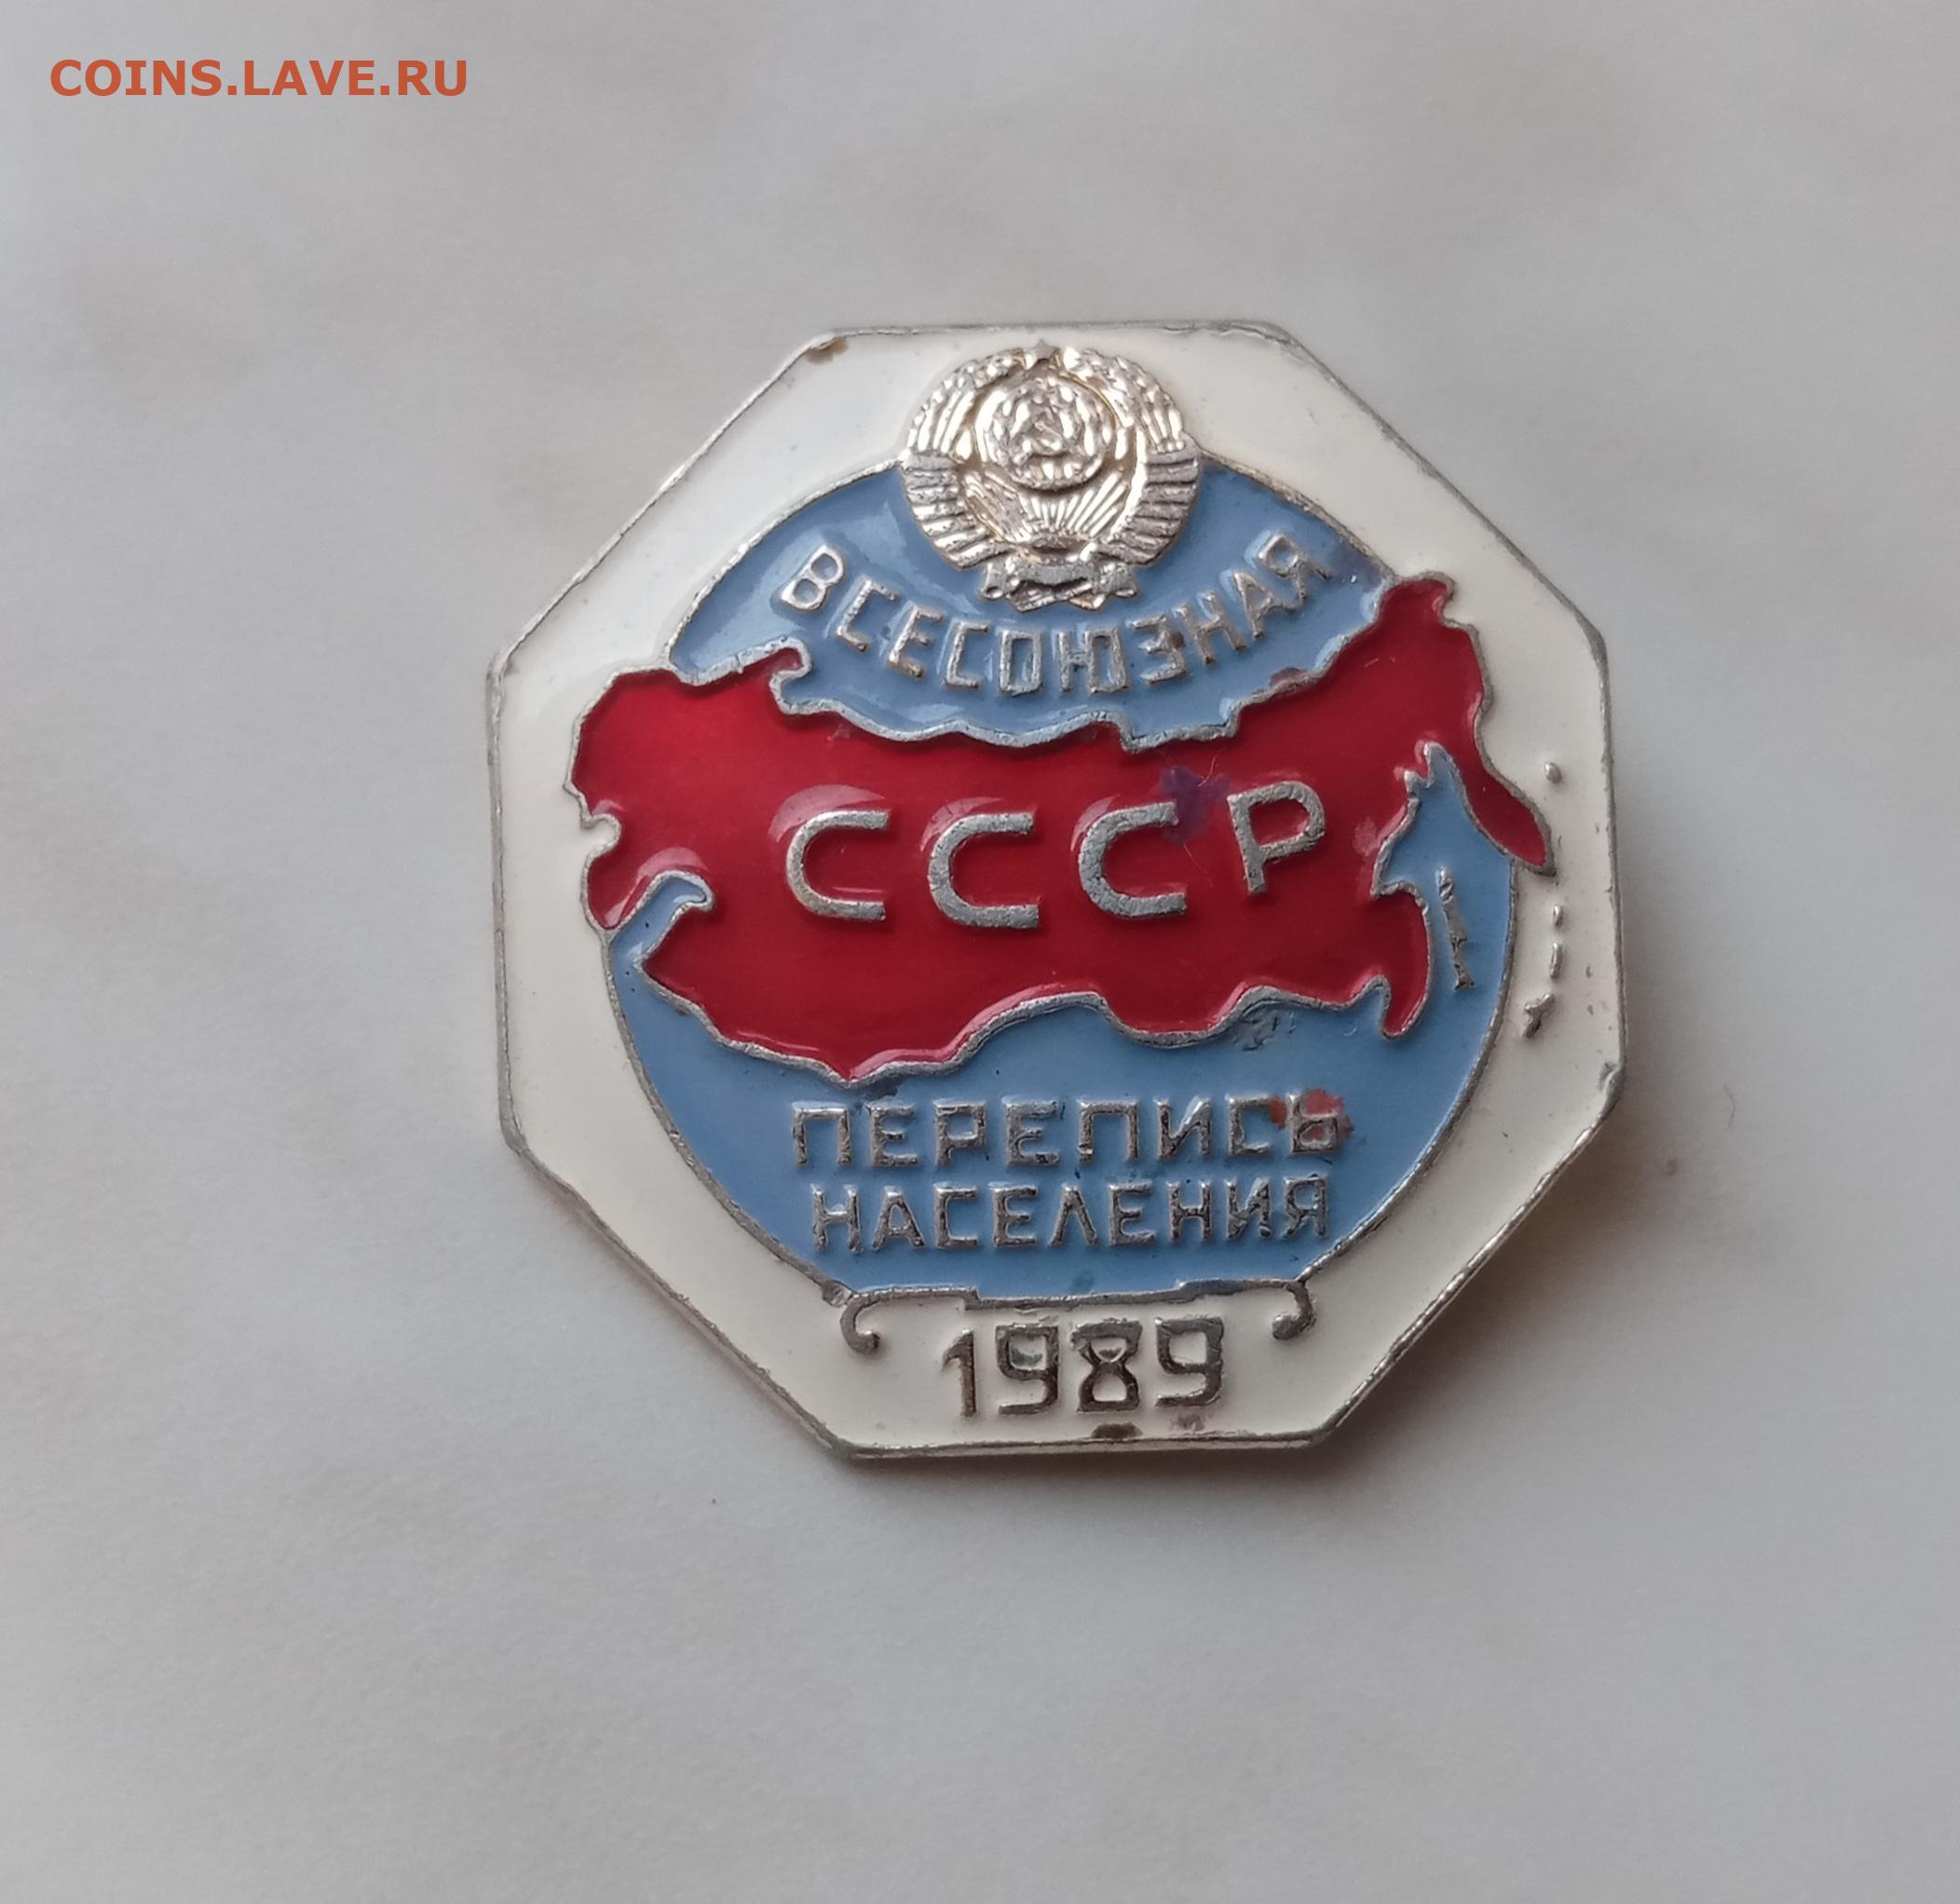 COINS.LAVE.RU
ВСЕСОЮЗНАЯ
СССР
ПЕРЕПИСЬ
НАСЕЛЕНИЯ
1989